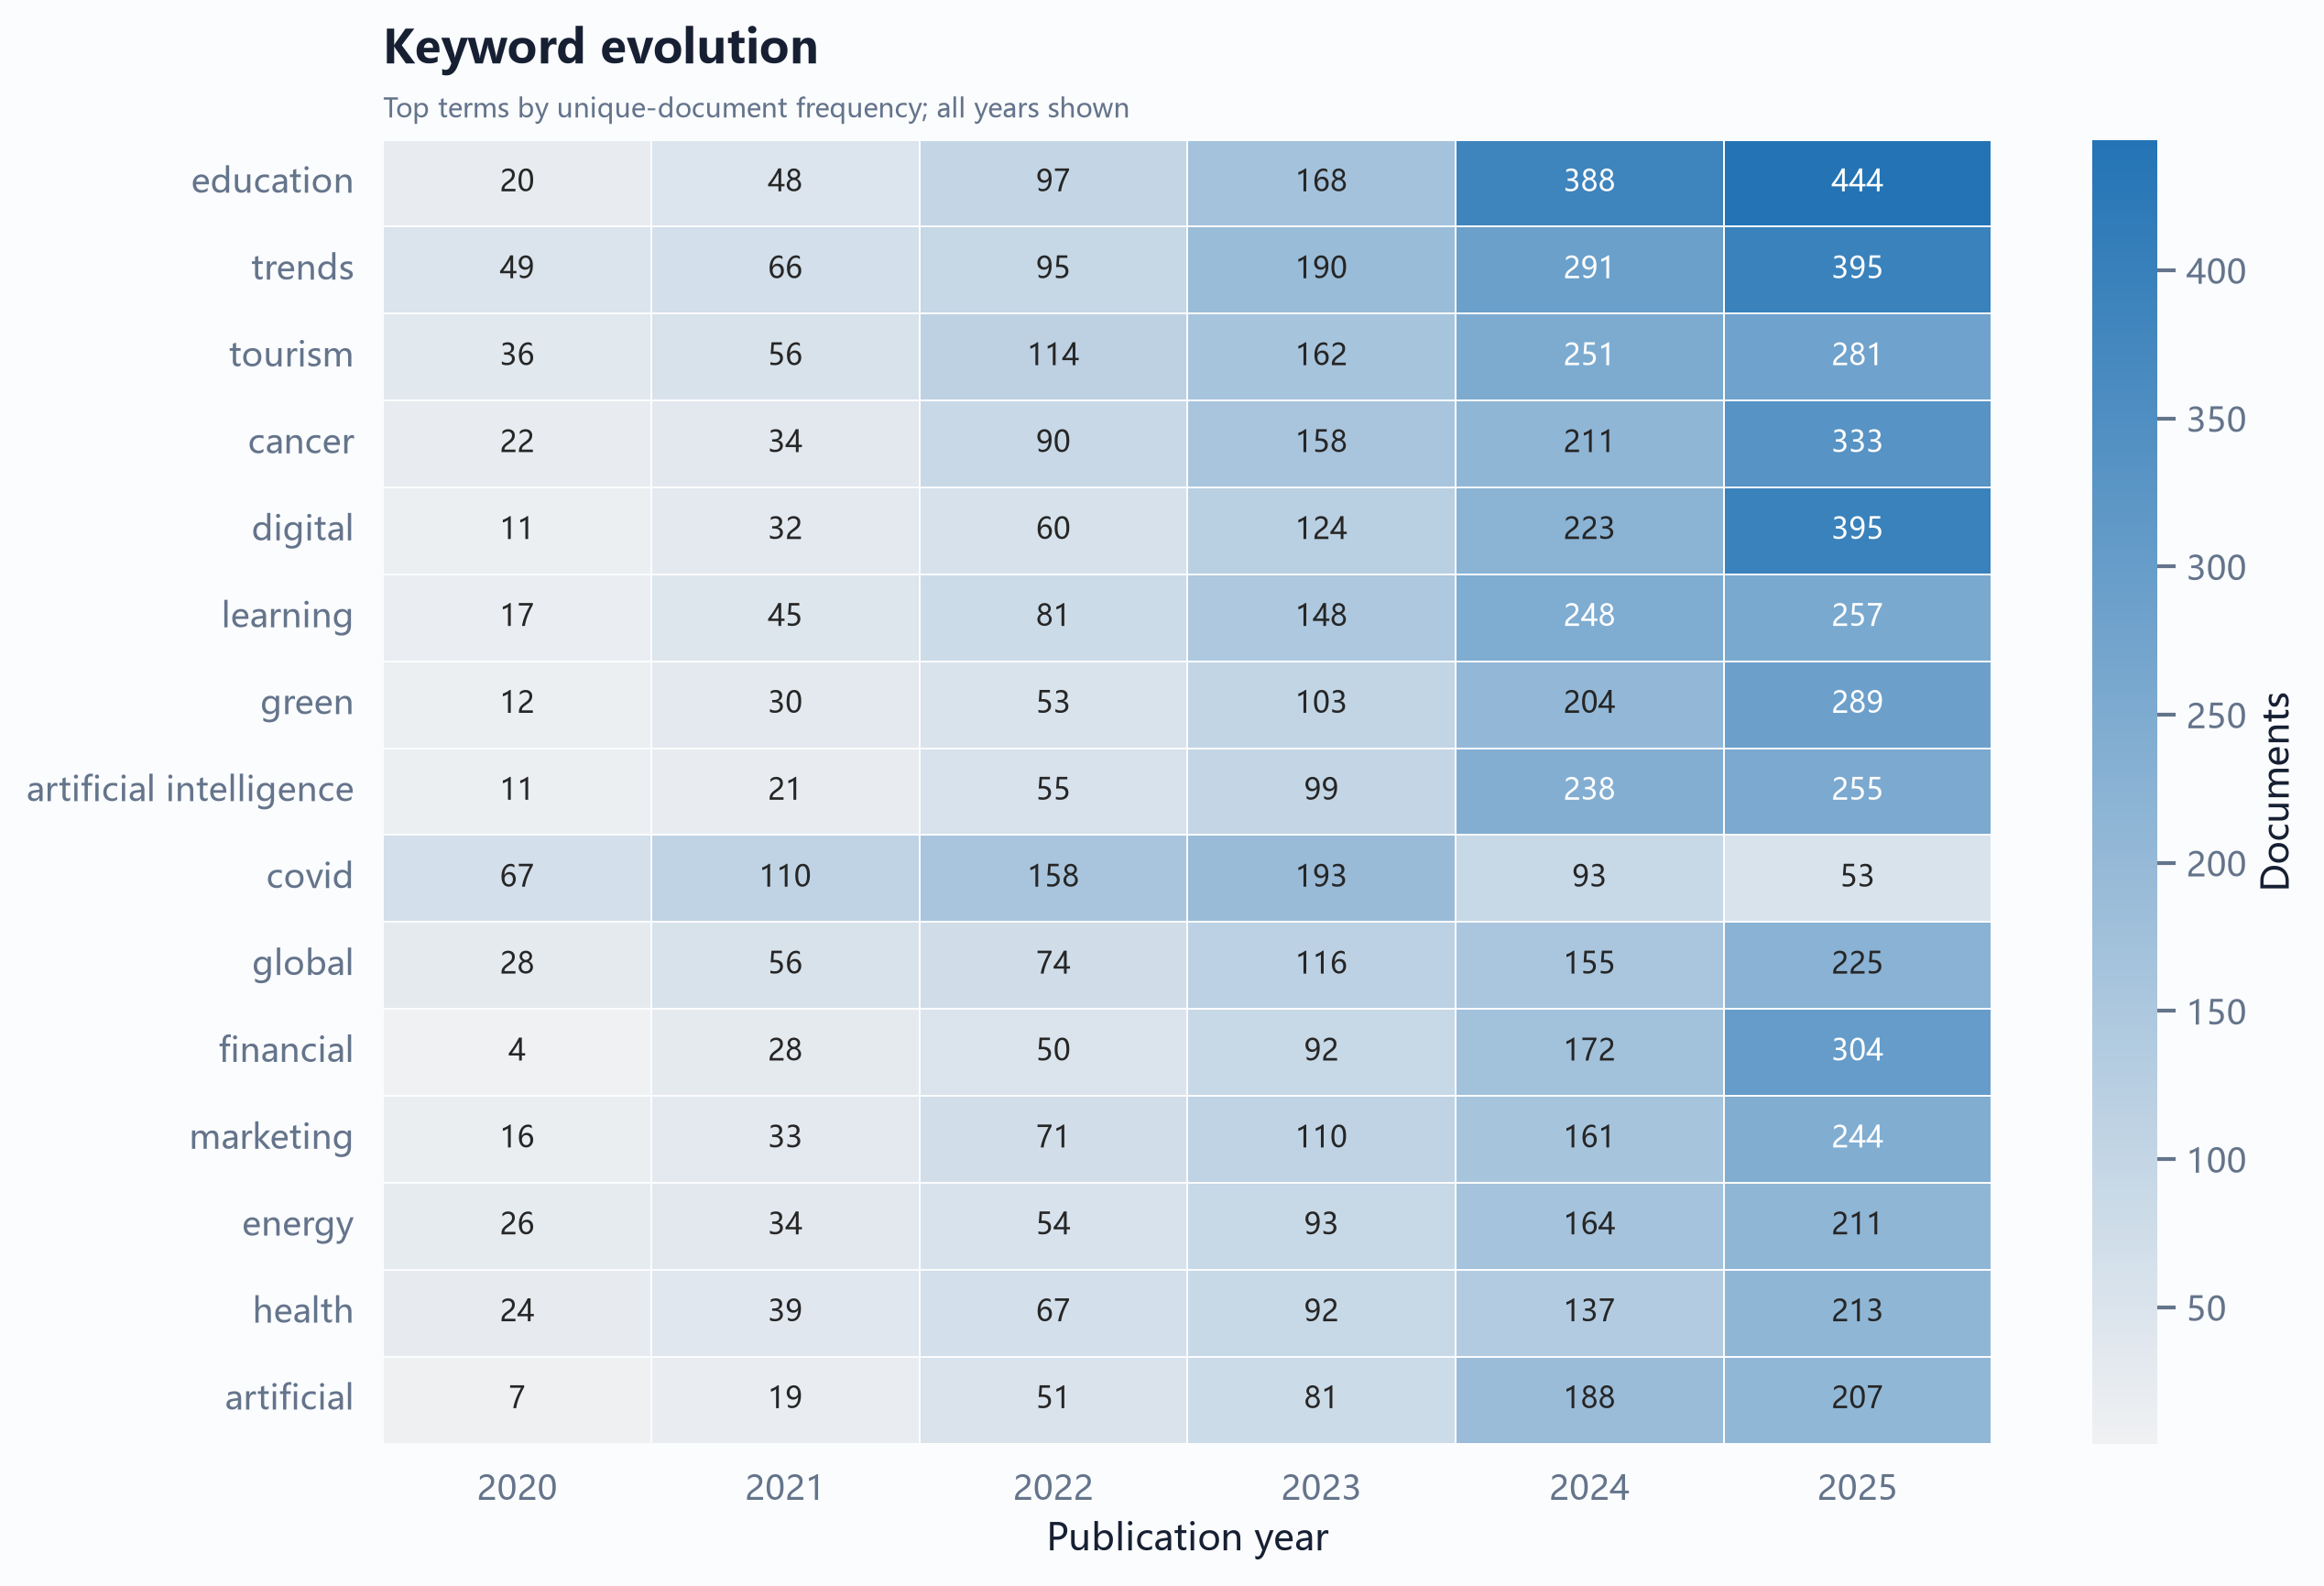 Keyword evolution
Top terms by unique-document frequency; all years shown
education 20 48 97 168 388 444
trends 49 66 95 190 291 395
tourism 36 56 114 162 251 281
cancer 22 34 90 158 211 333
digital 11 32 60 124 223 395
learning 17 45 81 148 248 257
green 12 30 53 103 204 289
artificial intelligence 11 21 55 99 238 255
covid 67 110 158 193 93 53
global 28 56 74 116 155 225
financial 4 28 50 92 172 304
marketing 16 33 71 110 161 244
energy 26 34 54 93 164 211
health 24 39 67 92 137 213
artificial 7 19 51 81 188 207
2020 2021 2022 2023 2024 2025
Publication year
400
350
300
250
200
150
100
50
Documents